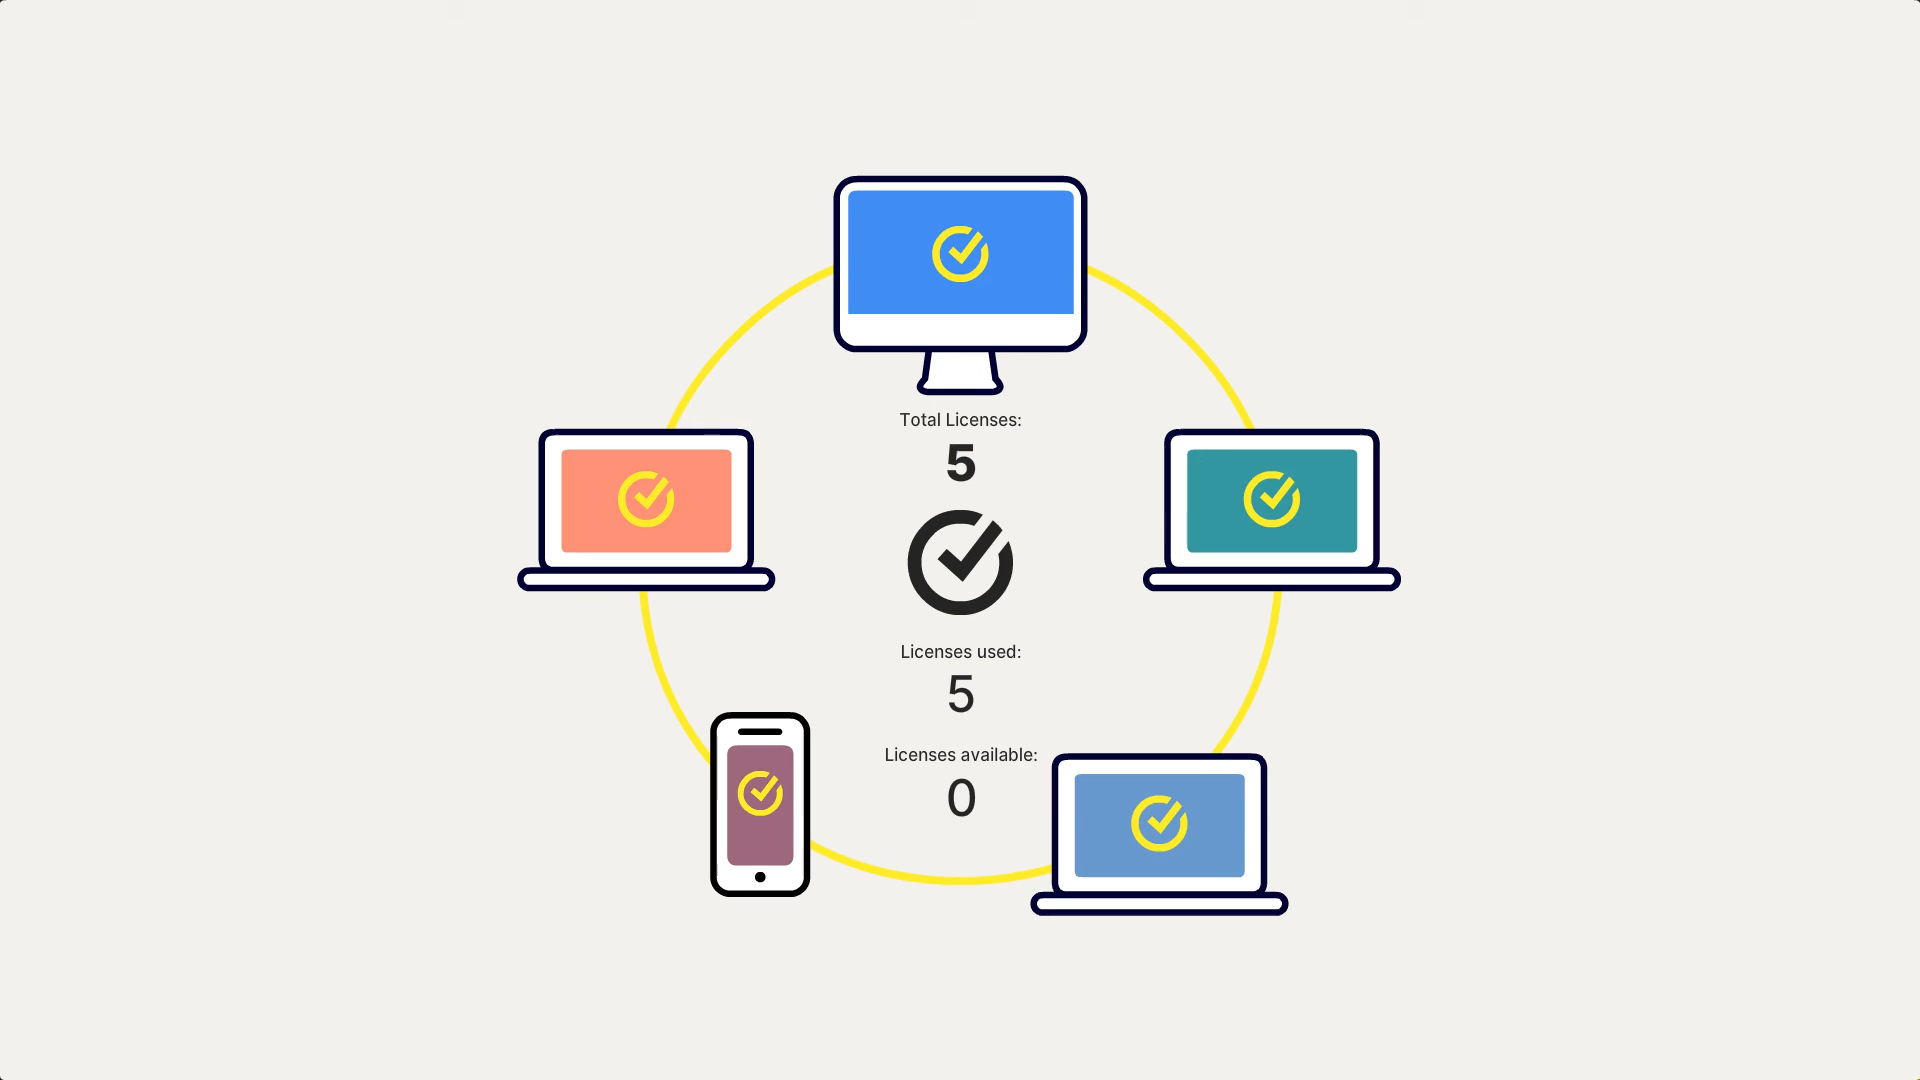 Total Licenses:
5
Licenses used:
5
Licenses available:
0